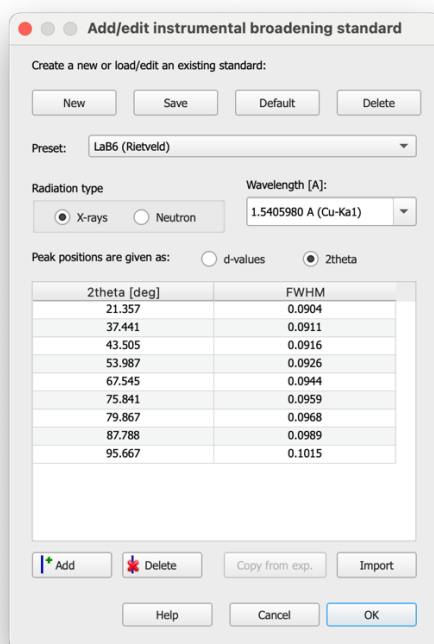 Add/edit instrumental broadening standard
Create a new or load/edit an existing standard:
New Save Default Delete
Preset: LaB6 (Rietveld)
Radiation type Wavelength [A]:
X-rays Neutron 1.5405980 A (Cu-Ka1)
Peak positions are given as: d-values 2theta
2theta [deg] FWHM
21.357 0.0904
37.441 0.0911
43.505 0.0916
53.987 0.0926
67.545 0.0944
75.841 0.0959
79.867 0.0968
87.788 0.0989
95.667 0.1015
Add Delete Copy from exp. Import
Help Cancel OK